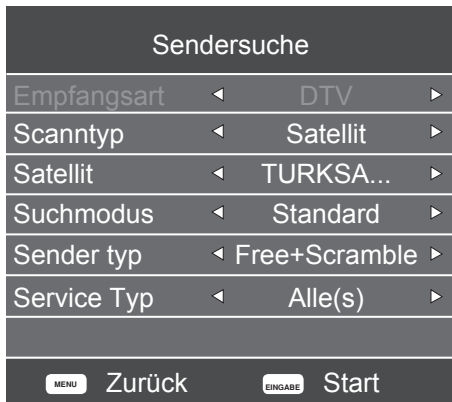 Sendersuche
Empfangsart DTV
Scanntyp Satellit
Satellit TURKSA...
Suchmodus Standard
Sender typ Free+Scramble
Service Typ Alle(s)
MENU Zurück EINGABE Start